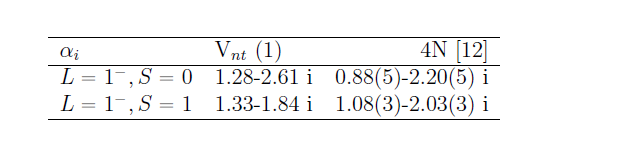 αᵢ V_nt (1) 4N [12]
L = 1⁻, S = 0 1.28-2.61 i 0.88(5)-2.20(5) i
L = 1⁻, S = 1 1.33-1.84 i 1.08(3)-2.03(3) i